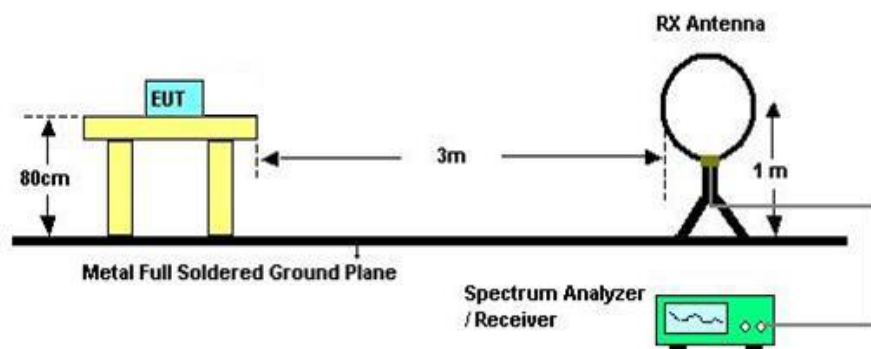 RX Antenna
EUT
80cm
3m
1 m
Metal Full Soldered Ground Plane
Spectrum Analyzer
/ Receiver